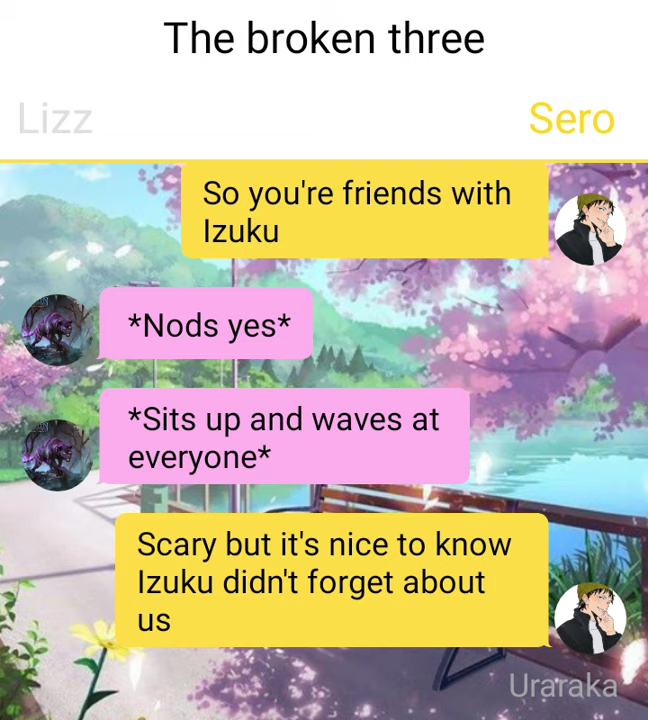 The broken three
Lizz
Sero
So you're friends with
Izuku
*Nods yes*
*Sits up and waves at
everyone*
Scary but it's nice to know
Izuku didn't forget about
us
Uraraka